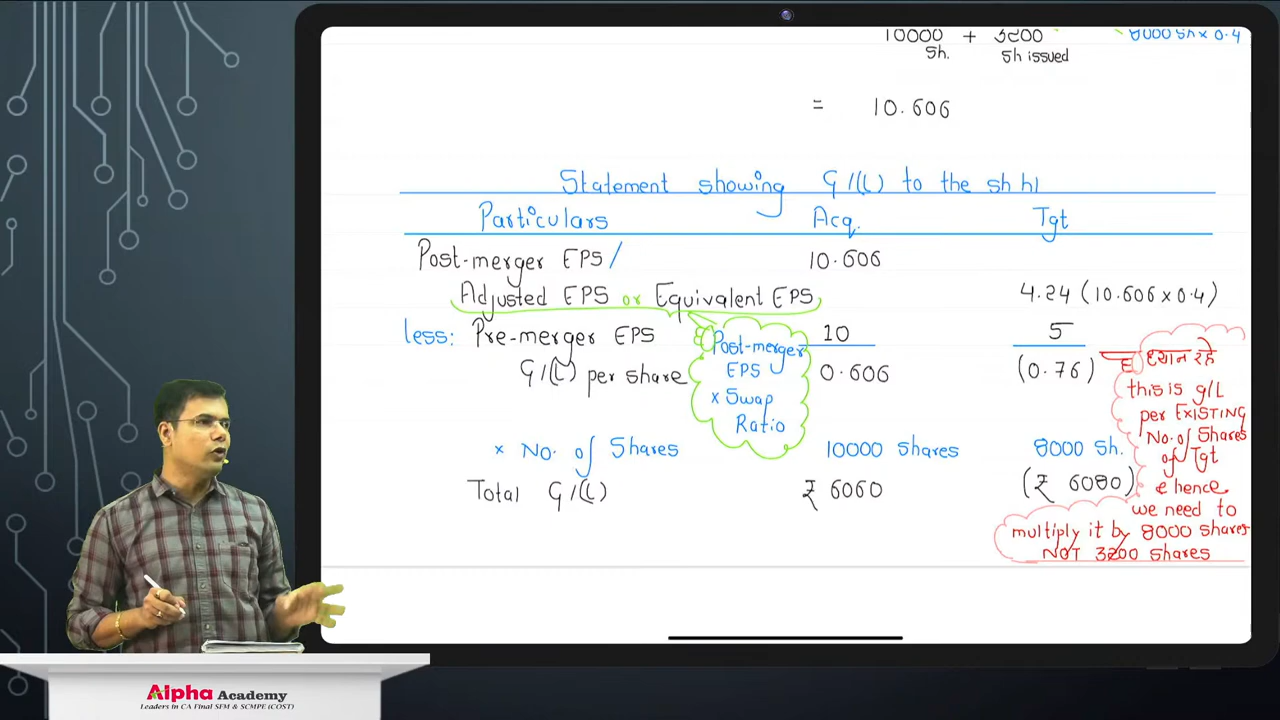 10000 + 3200 8000 sh x 0.4
sh. sh issued
= 10.606
Statement showing G/(L) to the sh hl
Particulars Acq. Tgt
Post-merger EPS / 10.606
Adjusted EPS or Equivalent EPS 4.24 (10.606 x 0.4)
less: Pre-merger EPS 10 5
G/(L) per share 0.606 (0.76)
Post-merger
EPS
x Swap
Ratio
x No. of Shares 10000 shares 8000 sh.
Total G/(L) ₹ 6060 (₹ 6080)
ध्यान रहे
this is g/L
per EXISTING
No. of Shares
of Tgt
& hence
we need to
multiply it by 8000 shares
NOT 3200 shares
Alpha Academy
Leaders in CA Final SFM & SCMPE (COST)